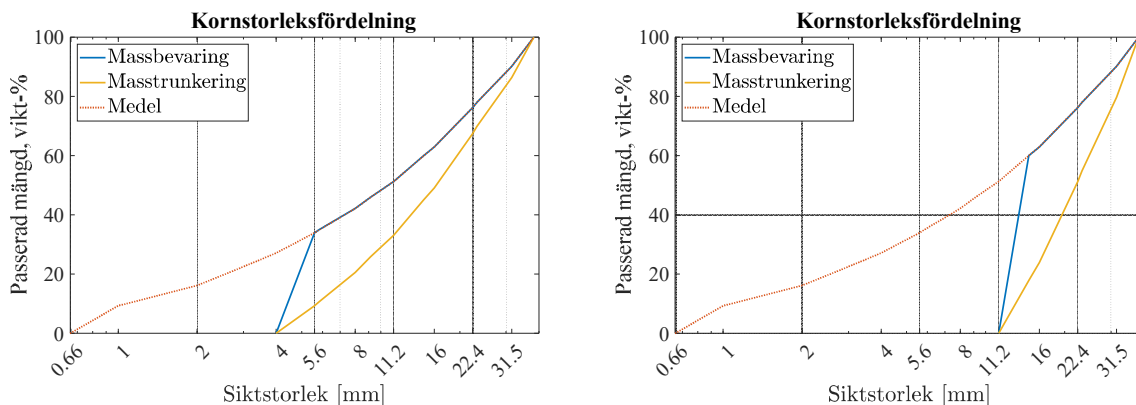 Kornstorleksfördelning
Passerad mängd, vikt-%
100
80
60
40
20
0
Massbevaring
Masstrunkering
Medel
0.66
1
2
4
5.6
8
11.2
16
22.4
31.5
Siktstorlek [mm]
Kornstorleksfördelning
Passerad mängd, vikt-%
100
80
60
40
20
0
Massbevaring
Masstrunkering
Medel
0.66
1
2
4
5.6
8
11.2
16
22.4
31.5
Siktstorlek [mm]